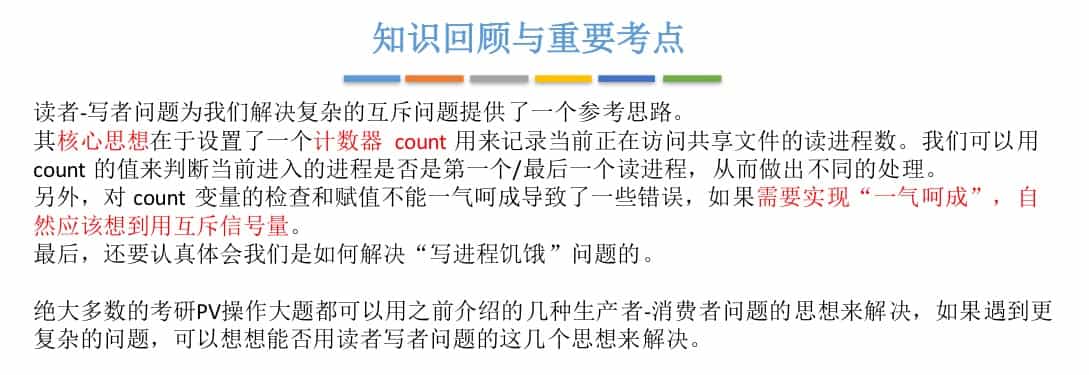 知识回顾与重要考点
读者-写者问题为我们解决复杂的互斥问题提供了一个参考思路。
其核心思想在于设置了一个计数器 count 用来记录当前正在访问共享文件的读进程数。我们可以用
count 的值来判断当前进入的进程是否是第一个/最后一个读进程，从而做出不同的处理。
另外，对 count 变量的检查和赋值不能一气呵成导致了一些错误，如果需要实现“一气呵成”，自
然应该想到用互斥信号量。
最后，还要认真体会我们是如何解决“写进程饥饿”问题的。
绝大多数的考研PV操作大题都可以用之前介绍的几种生产者-消费者问题的思想来解决，如果遇到更
复杂的问题，可以想想能否用读者写者问题的这几个思想来解决。